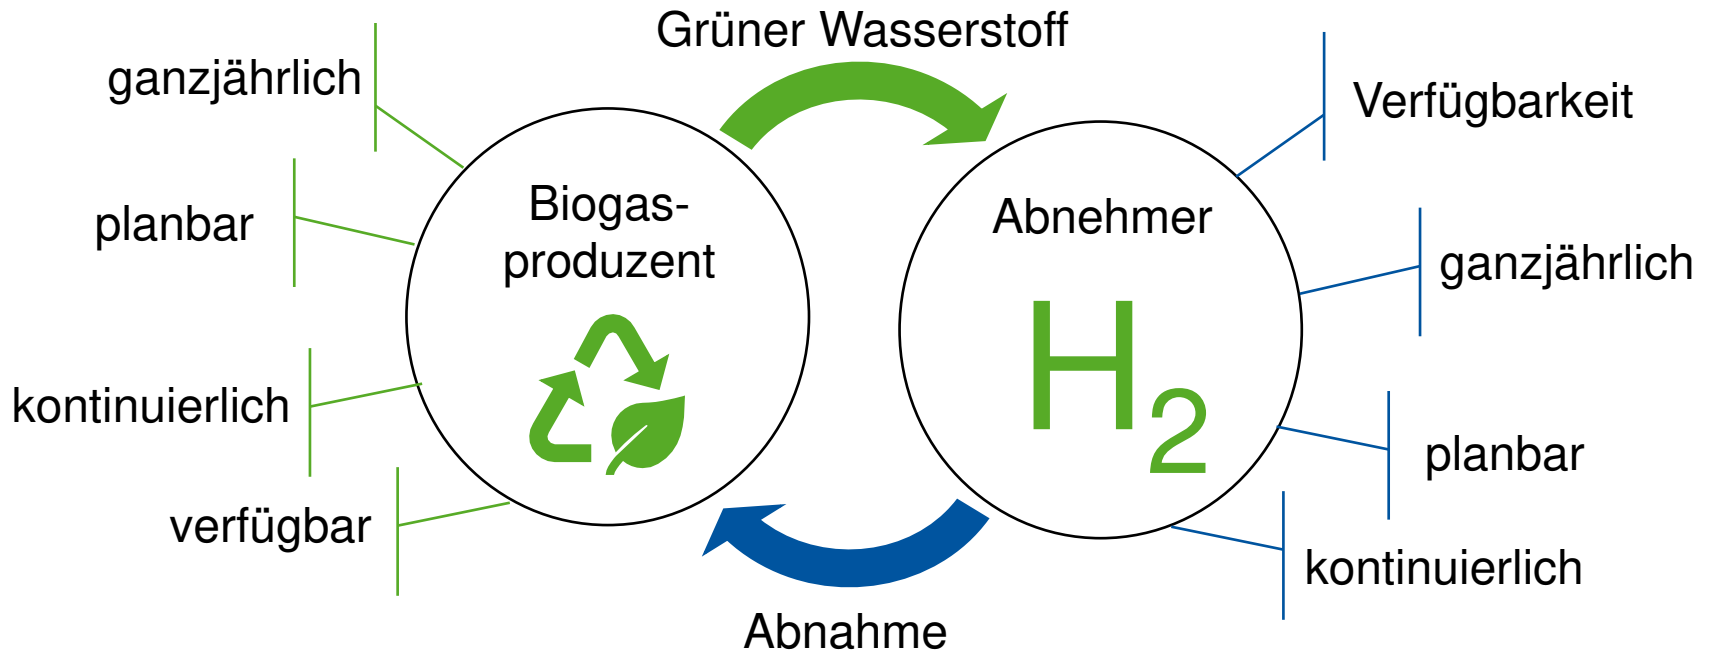 Grüner Wasserstoff
ganzjährlich
planbar
kontinuierlich
verfügbar
Biogas-
produzent
Abnehmer
H2
Verfügbarkeit
ganzjährlich
planbar
kontinuierlich
Abnahme